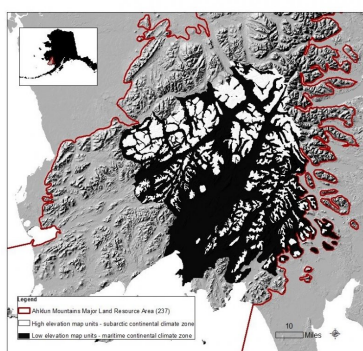 Legend
Ahklun Mountains Major Land Resource Area (237)
High elevation map units - subarctic continental climate zone
Low elevation map units - maritime continental climate zone
10
Miles